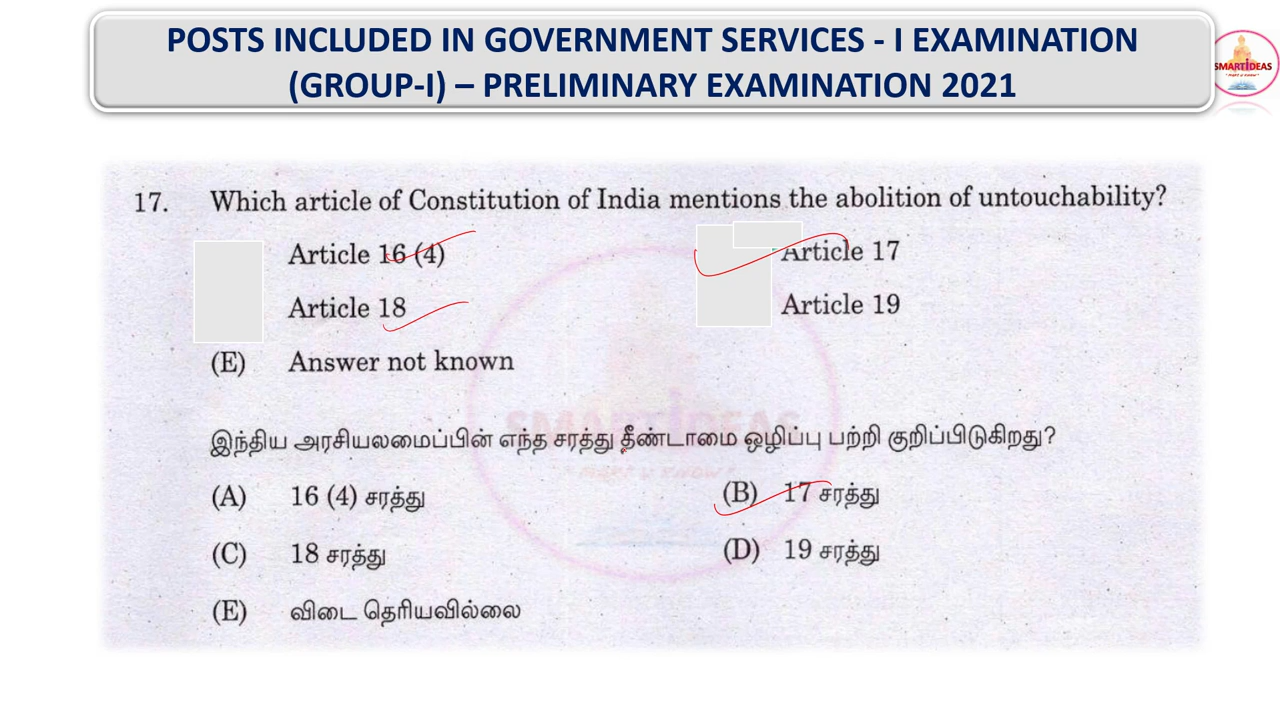 POSTS INCLUDED IN GOVERNMENT SERVICES - I EXAMINATION
(GROUP-I) – PRELIMINARY EXAMINATION 2021
SMARTIDEAS
17. Which article of Constitution of India mentions the abolition of untouchability?
Article 16 (4) Article 17
Article 18 Article 19
(E) Answer not known
SMARTIDEAS
இந்திய அரசியலமைப்பின் எந்த சரத்து தீண்டாமை ஒழிப்பு பற்றி குறிப்பிடுகிறது?
(A) 16 (4) சரத்து (B) 17 சரத்து
(C) 18 சரத்து (D) 19 சரத்து
(E) விடை தெரியவில்லை